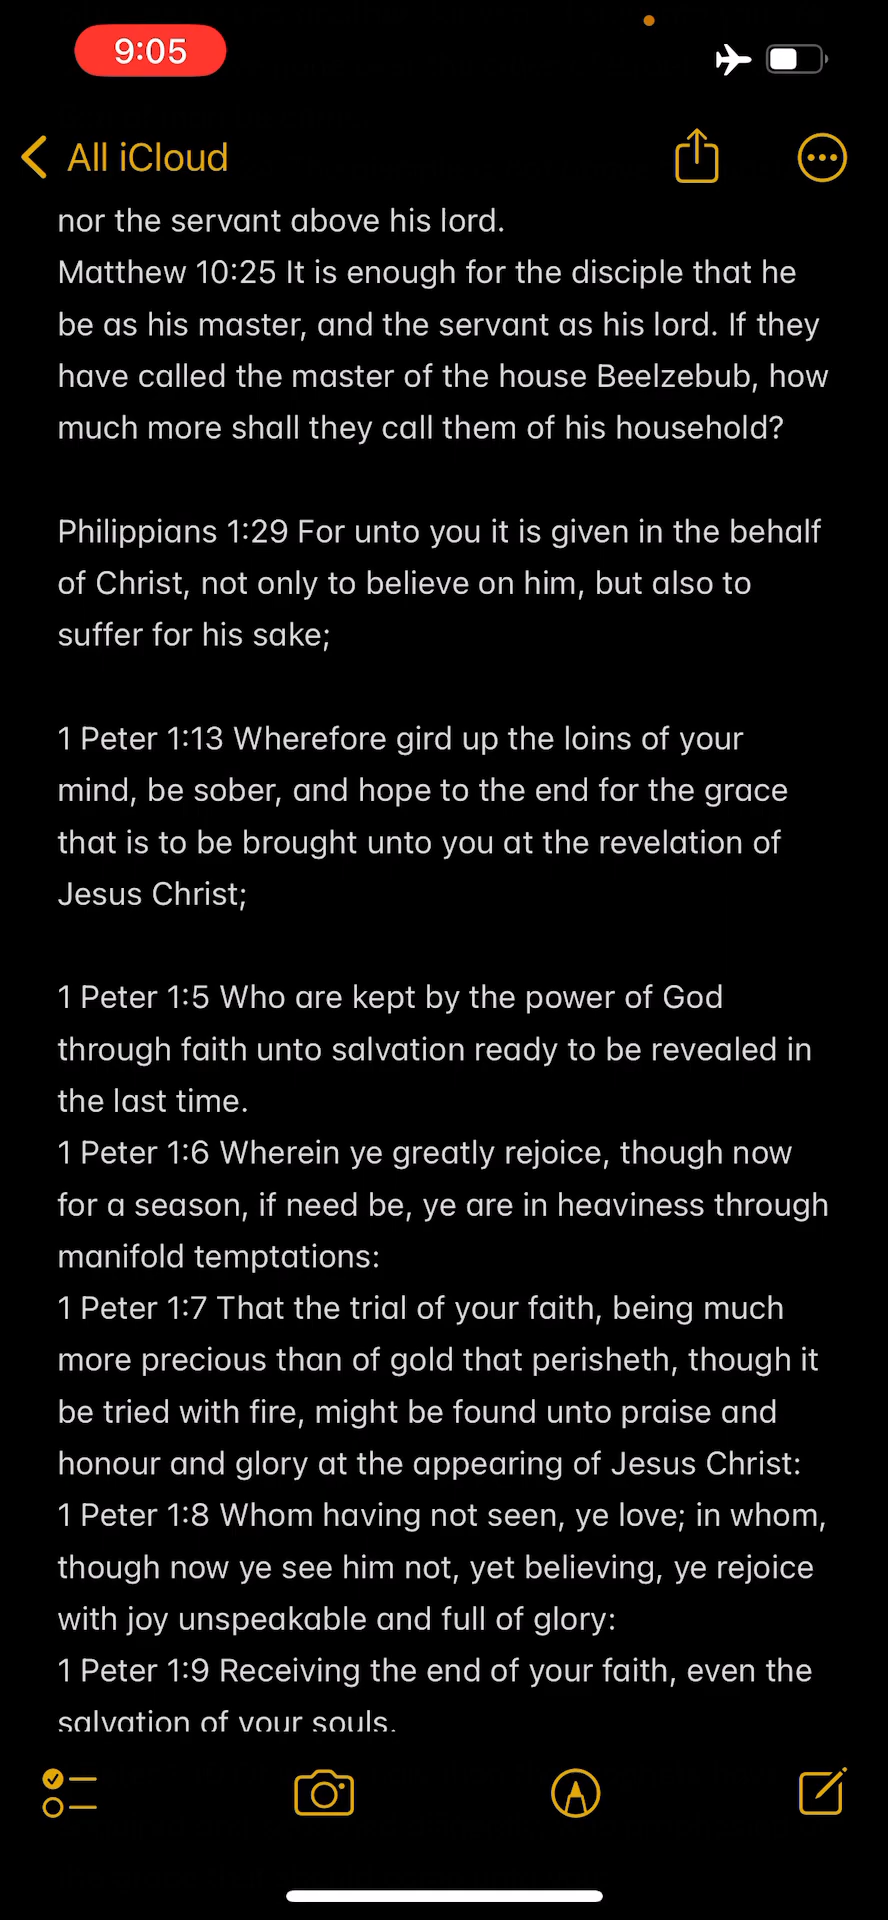 9:05
All iCloud
nor the servant above his lord.
Matthew 10:25 It is enough for the disciple that he
be as his master, and the servant as his lord. If they
have called the master of the house Beelzebub, how
much more shall they call them of his household?
Philippians 1:29 For unto you it is given in the behalf
of Christ, not only to believe on him, but also to
suffer for his sake;
1 Peter 1:13 Wherefore gird up the loins of your
mind, be sober, and hope to the end for the grace
that is to be brought unto you at the revelation of
Jesus Christ;
1 Peter 1:5 Who are kept by the power of God
through faith unto salvation ready to be revealed in
the last time.
1 Peter 1:6 Wherein ye greatly rejoice, though now
for a season, if need be, ye are in heaviness through
manifold temptations:
1 Peter 1:7 That the trial of your faith, being much
more precious than of gold that perisheth, though it
be tried with fire, might be found unto praise and
honour and glory at the appearing of Jesus Christ:
1 Peter 1:8 Whom having not seen, ye love; in whom,
though now ye see him not, yet believing, ye rejoice
with joy unspeakable and full of glory:
1 Peter 1:9 Receiving the end of your faith, even the
salvation of your souls.